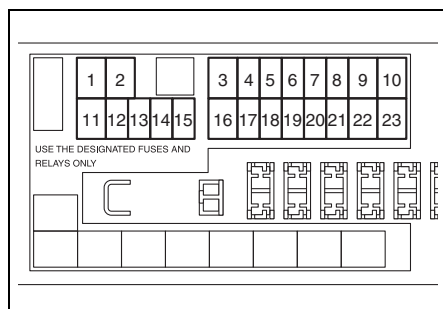 1 2 3 4 5 6 7 8 9 10
11 12 13 14 15 16 17 18 19 20 21 22 23
USE THE DESIGNATED FUSES AND
RELAYS ONLY